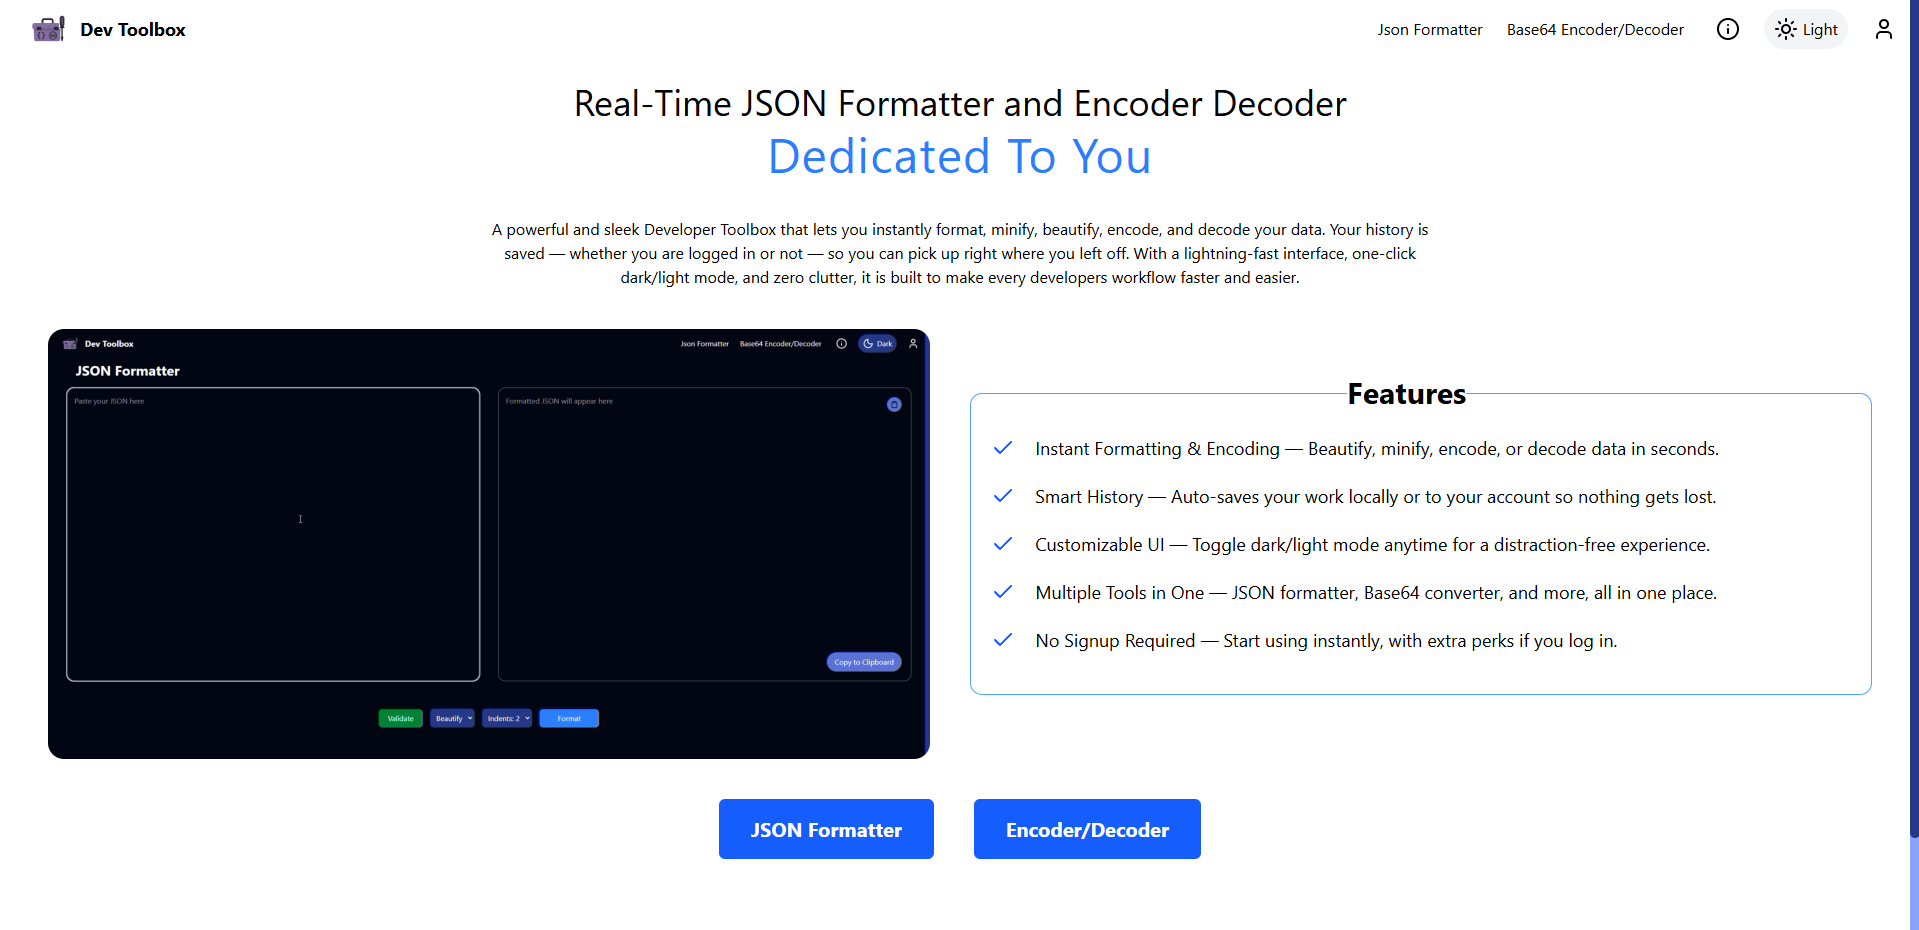 Dev Toolbox
Json Formatter
Base64 Encoder/Decoder
Light
Real-Time JSON Formatter and Encoder Decoder
Dedicated To You
A powerful and sleek Developer Toolbox that lets you instantly format, minify, beautify, encode, and decode your data. Your history is
saved — whether you are logged in or not — so you can pick up right where you left off. With a lightning-fast interface, one-click
dark/light mode, and zero clutter, it is built to make every developers workflow faster and easier.
Dev Toolbox
Json Formatter
Base64 Encoder/Decoder
Dark
JSON Formatter
Paste your JSON here
Formatted JSON will appear here
Copy to Clipboard
Validate
Beautify
Indents: 2
Format
Features
Instant Formatting & Encoding — Beautify, minify, encode, or decode data in seconds.
Smart History — Auto-saves your work locally or to your account so nothing gets lost.
Customizable UI — Toggle dark/light mode anytime for a distraction-free experience.
Multiple Tools in One — JSON formatter, Base64 converter, and more, all in one place.
No Signup Required — Start using instantly, with extra perks if you log in.
JSON Formatter
Encoder/Decoder